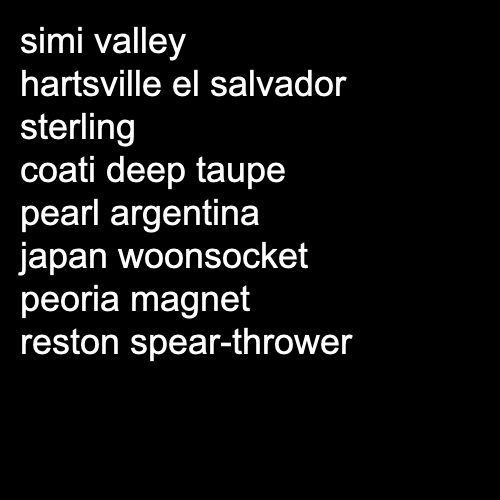 simi valley
hartsville el salvador
sterling
coati deep taupe
pearl argentina
japan woonsocket
peoria magnet
reston spear-thrower